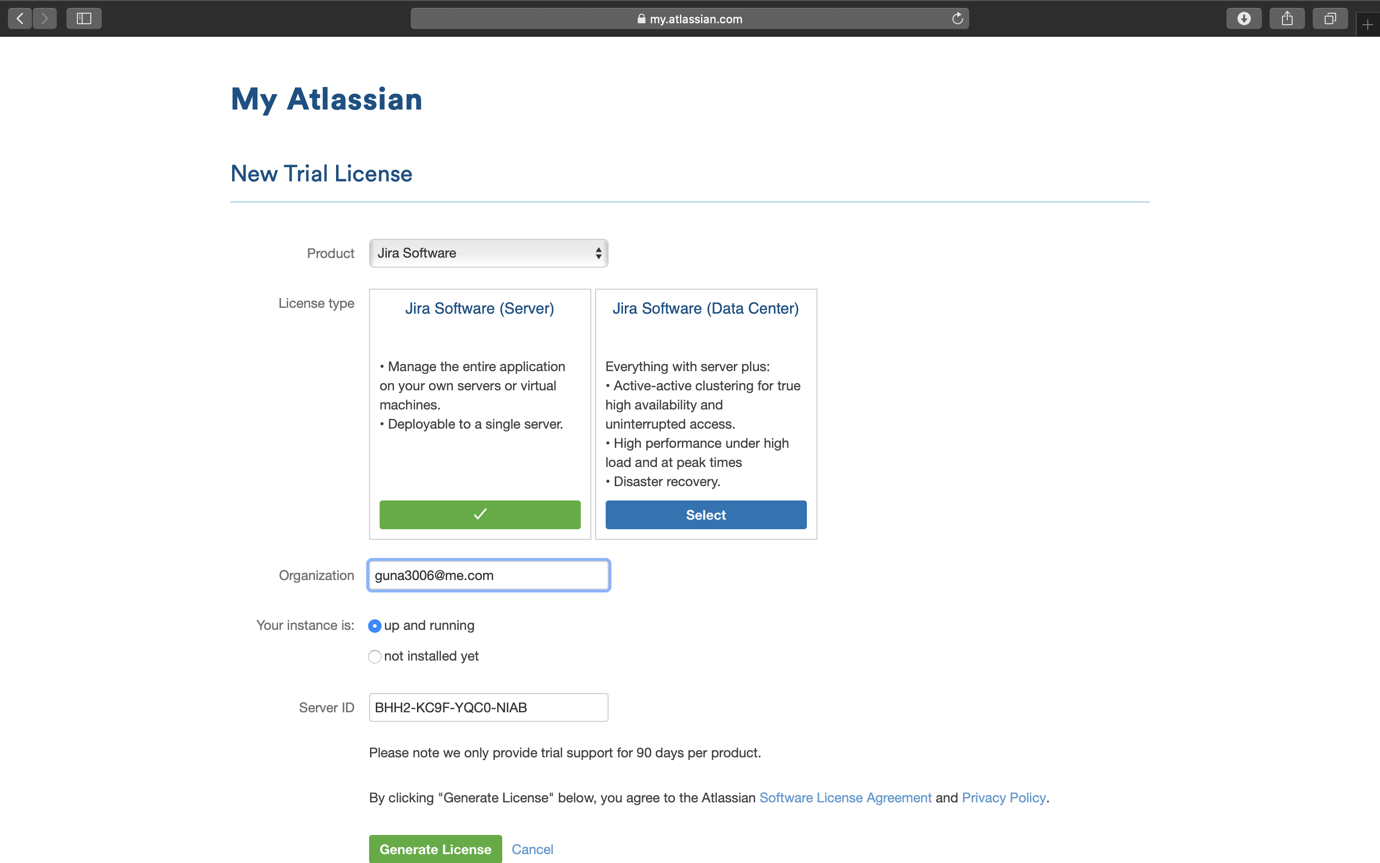 my.atlassian.com
My Atlassian
New Trial License
Product
Jira Software
License type
Jira Software (Server)
• Manage the entire application
on your own servers or virtual
machines.
• Deployable to a single server.
Jira Software (Data Center)
Everything with server plus:
• Active-active clustering for true
high availability and
uninterrupted access.
• High performance under high
load and at peak times
• Disaster recovery.
Select
Organization
guna3006@me.com
Your instance is:
up and running
not installed yet
Server ID
BHH2-KC9F-YQC0-NIAB
Please note we only provide trial support for 90 days per product.
By clicking "Generate License" below, you agree to the Atlassian Software License Agreement and Privacy Policy.
Generate License
Cancel